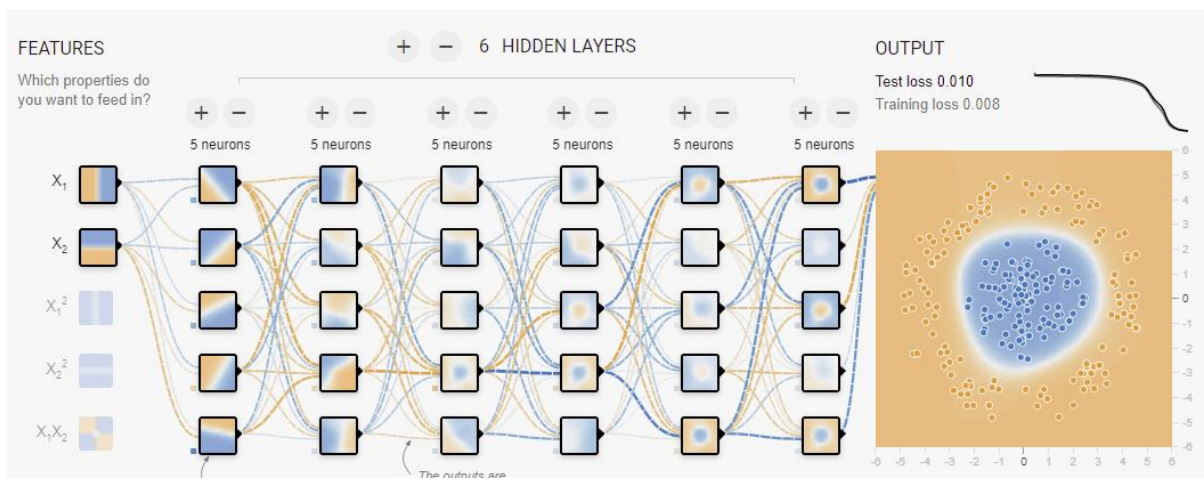 FEATURES
Which properties do
you want to feed in?
X₁
X₂
X₁²
X₂²
X₁X₂
+ − 6 HIDDEN LAYERS
+ − + − + − + − + − + −
5 neurons 5 neurons 5 neurons 5 neurons 5 neurons 5 neurons
The outputs are
OUTPUT
Test loss 0.010
Training loss 0.008
6
5
4
3
2
1
0
-1
-2
-3
-4
-5
-6
-6 -5 -4 -3 -2 -1 0 1 2 3 4 5 6